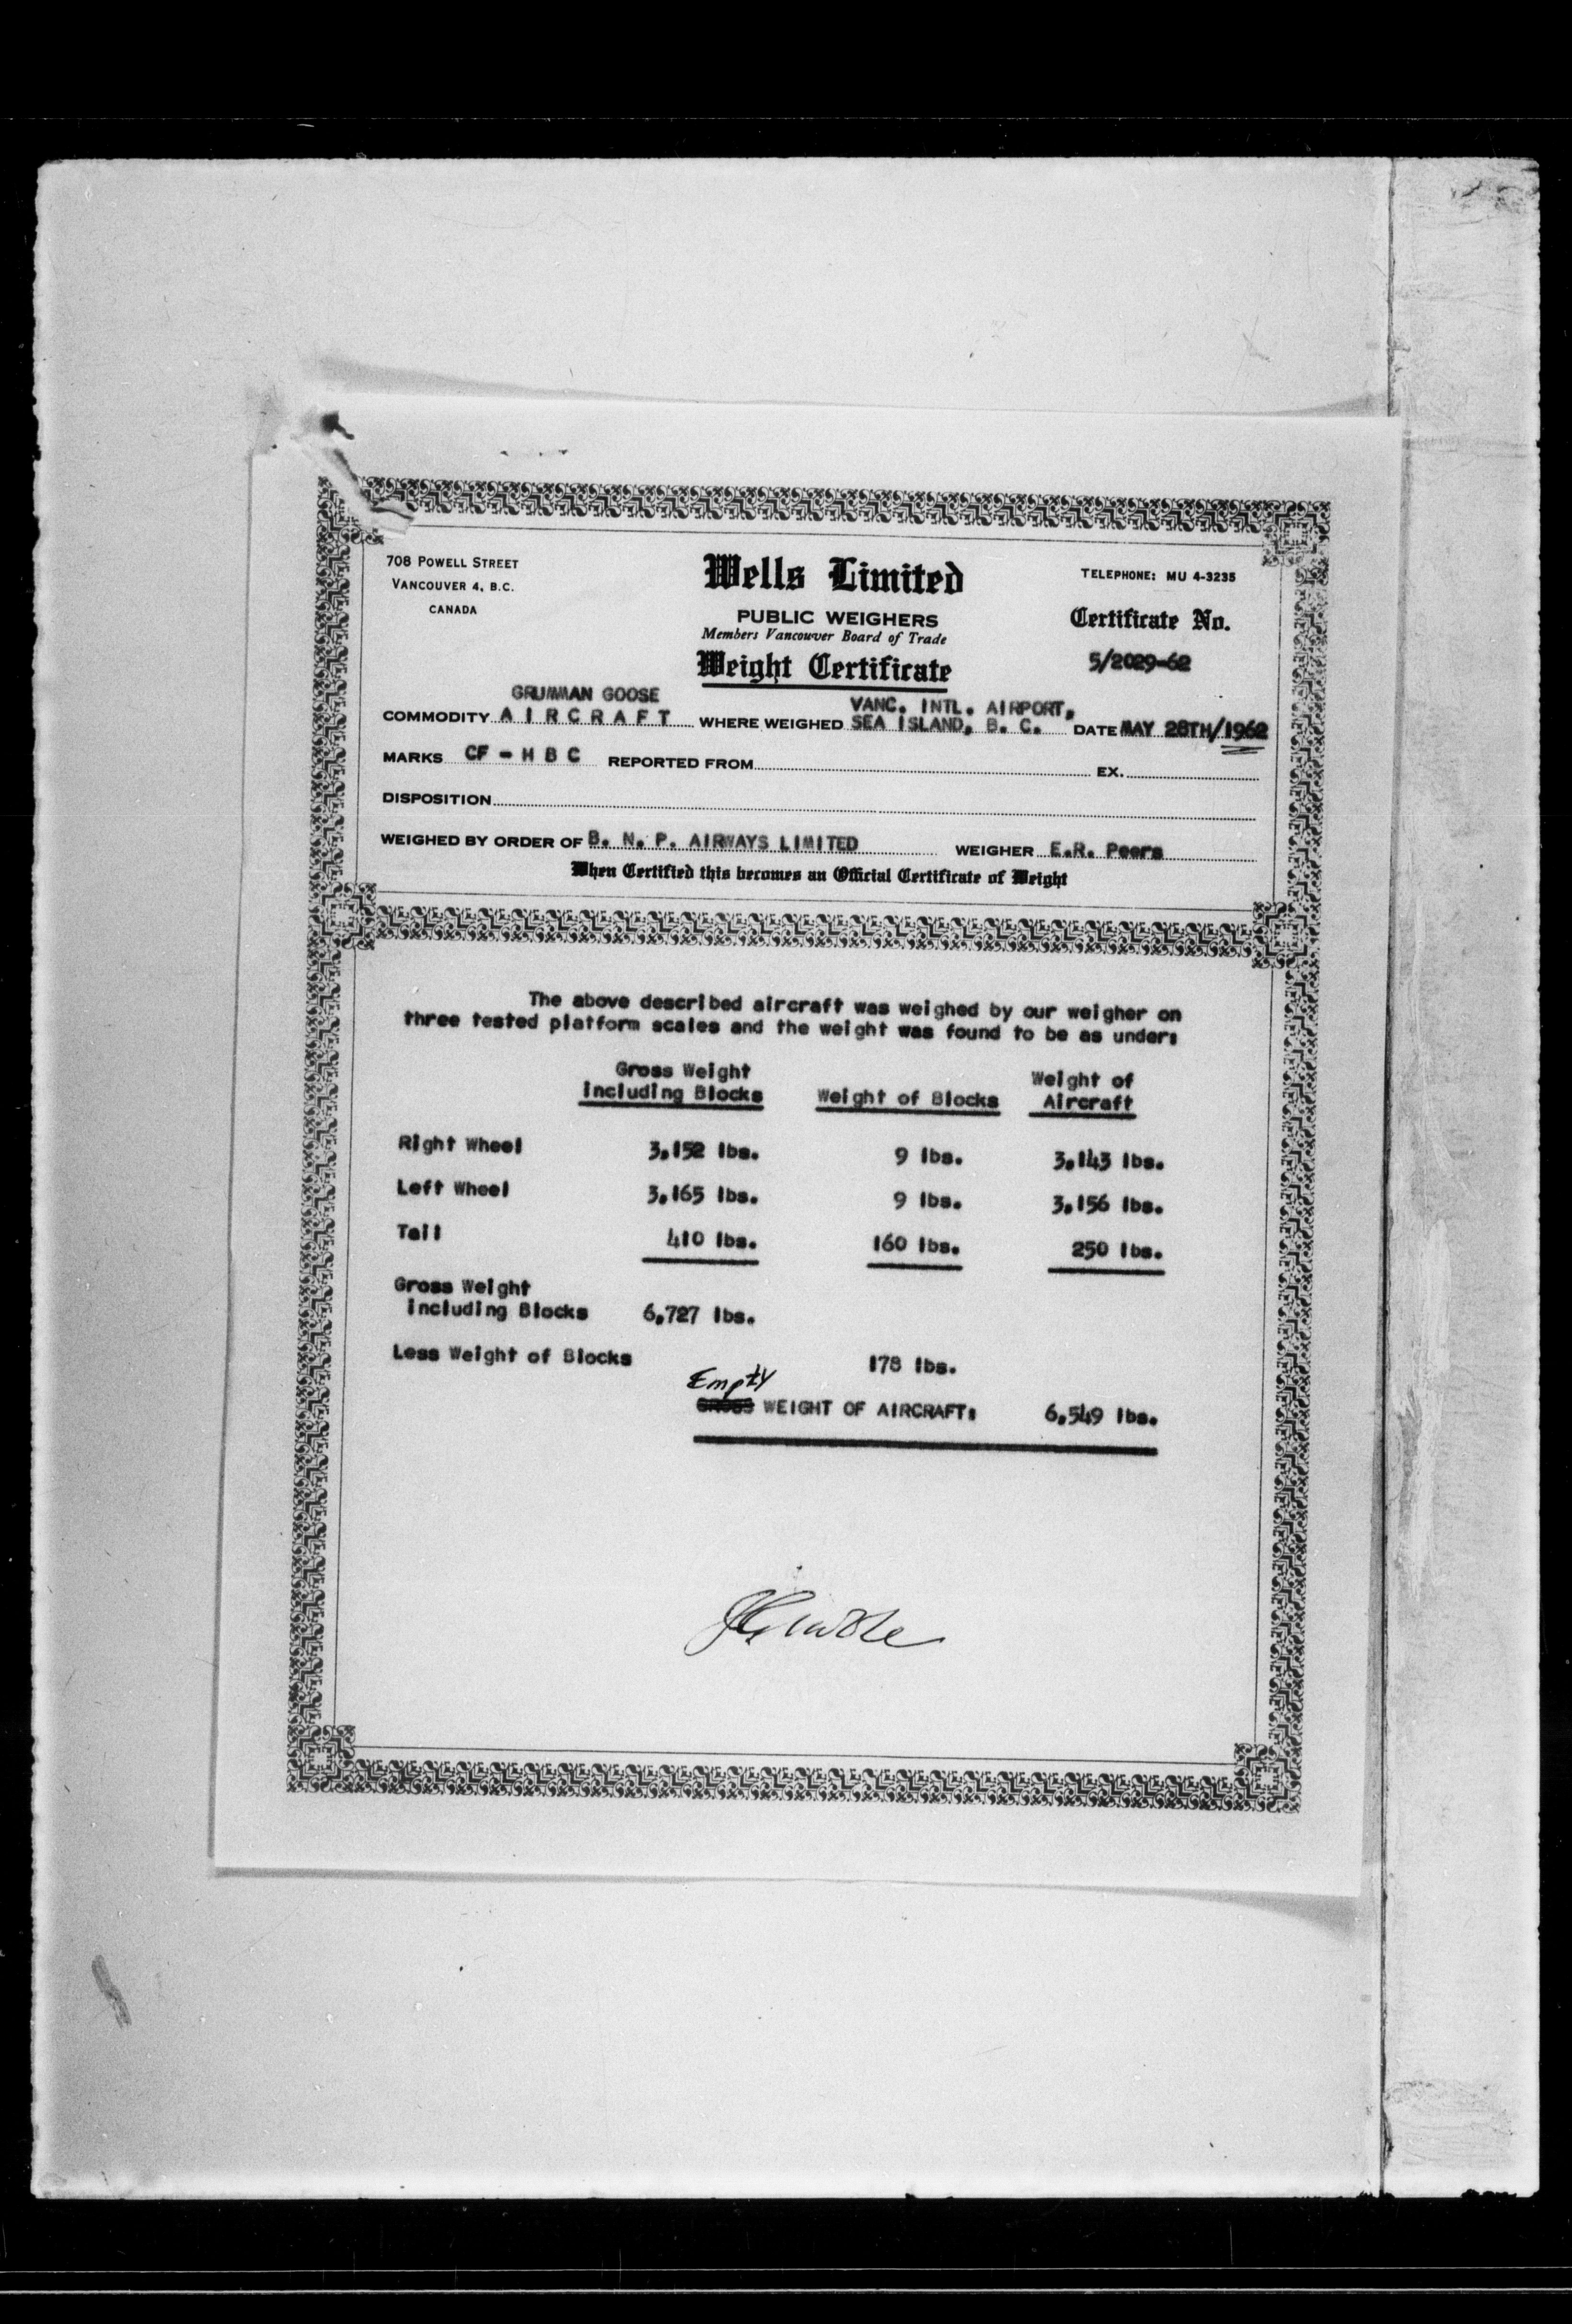 708 POWELL STREET
VANCOUVER 4, B.C.
CANADA
Wells Limited
PUBLIC WEIGHERS
Members Vancouver Board of Trade
Weight Certificate
TELEPHONE: MU 4-3235
Certificate No.
5/2029-62
GRUMMAN GOOSE VANC. INTL. AIRPORT,
COMMODITY A I R C R A F T WHERE WEIGHED SEA ISLAND, B. C. DATE MAY 28TH/1962
MARKS CF - H B C REPORTED FROM EX.
DISPOSITION
WEIGHED BY ORDER OF B. N. P. AIRWAYS LIMITED WEIGHER E.R. Peers
When Certified this becomes an Official Certificate of Weight
The above described aircraft was weighed by our weigher on
three tested platform scales and the weight was found to be as under:
Gross Weight Weight of
including Blocks Weight of Blocks Aircraft
Right Wheel 3,152 lbs. 9 lbs. 3,143 lbs.
Left Wheel 3,165 lbs. 9 lbs. 3,156 lbs.
Tail 410 lbs. 160 lbs. 250 lbs.
Gross Weight
including Blocks 6,727 lbs.
Less Weight of Blocks 178 lbs.
Empty
GROSS WEIGHT OF AIRCRAFT: 6,549 lbs.